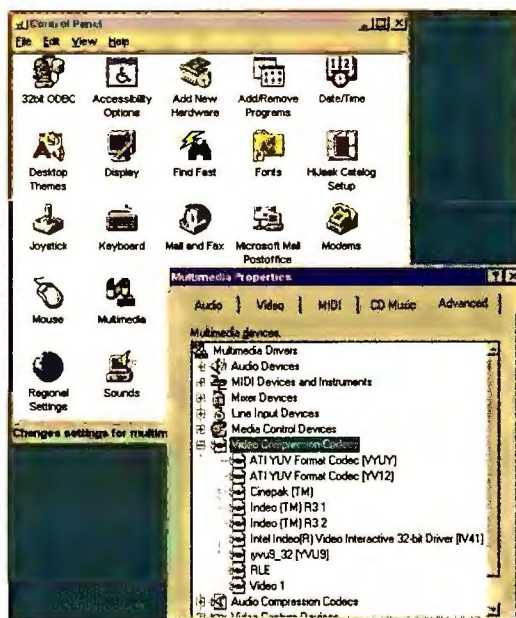 Control Panel
File Edit View Help
32bit ODBC
Accessibility
Options
Add New
Hardware
Add/Remove
Programs
Date/Time
Desktop
Themes
Display
Find Fast
Fonts
HiJaak Catalog
Setup
Joystick
Keyboard
Mail and Fax
Microsoft Mail
Postoffice
Modems
Mouse
Multimedia
Regional
Settings
Sounds
Changes settings for multim
Multimedia Properties
Audio Video MIDI CD Music Advanced
Multimedia devices
Multimedia Drivers
Audio Devices
MIDI Devices and Instruments
Mixer Devices
Line Input Devices
Media Control Devices
Video Compression Codecs
ATI YUV Format Codec [VYUY]
ATI YUV Format Codec [YV12]
Cinepak (TM)
Indeo (TM) R3 1
Indeo (TM) R3 2
Intel Indeo(R) Video Interactive 32-bit Driver [IV41]
iyvu9_32 [YVU9]
RLE
Video 1
Audio Compression Codecs
Video Capture Devices